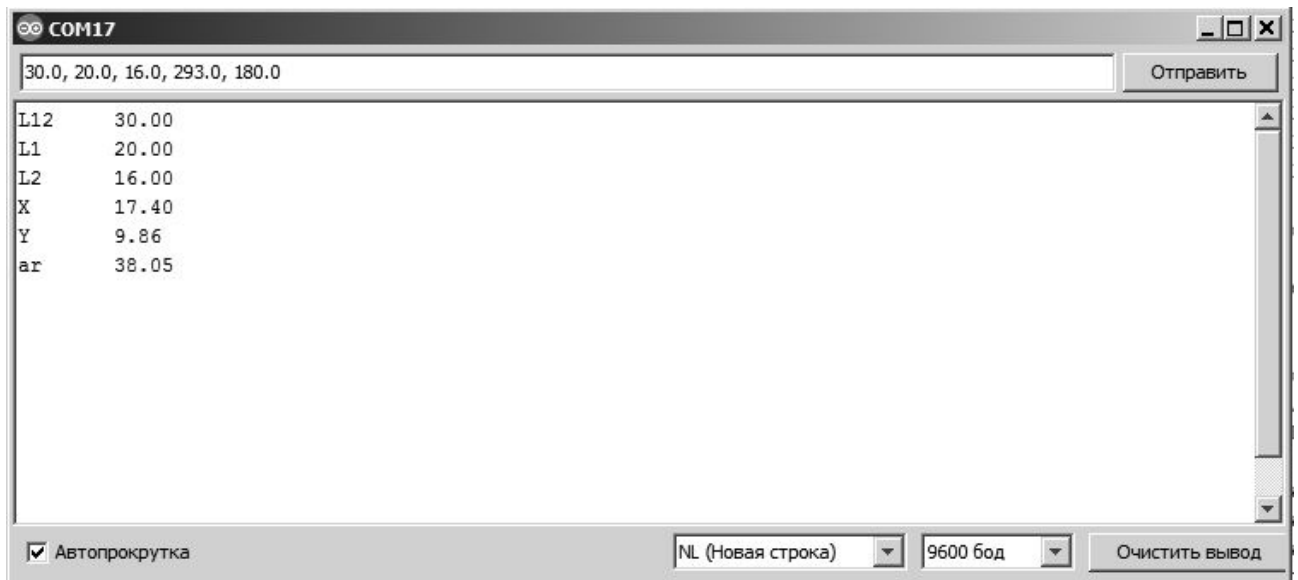 COM17
30.0, 20.0, 16.0, 293.0, 180.0 Отправить
L12 30.00
L1 20.00
L2 16.00
X 17.40
Y 9.86
ar 38.05
Автопрокрутка NL (Новая строка) 9600 бод Очистить вывод